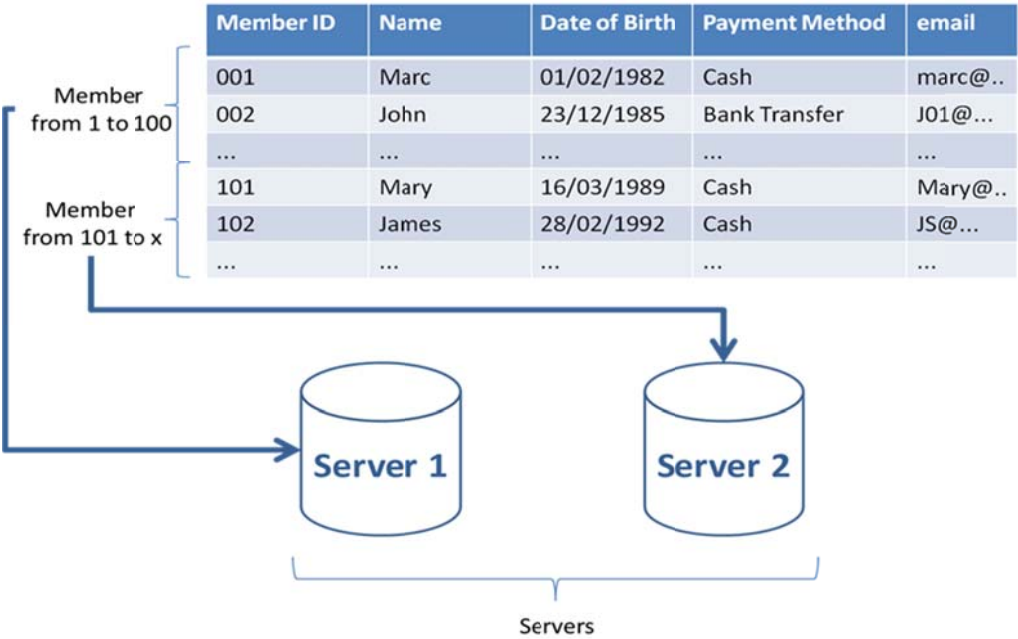 Member ID Name Date of Birth Payment Method email
001 Marc 01/02/1982 Cash marc@..
002 John 23/12/1985 Bank Transfer J01@...
... ... ... ... ...
101 Mary 16/03/1989 Cash Mary@..
102 James 28/02/1992 Cash JS@...
... ... ... ... ...
Member
from 1 to 100
Member
from 101 to x
Server 1
Server 2
Servers